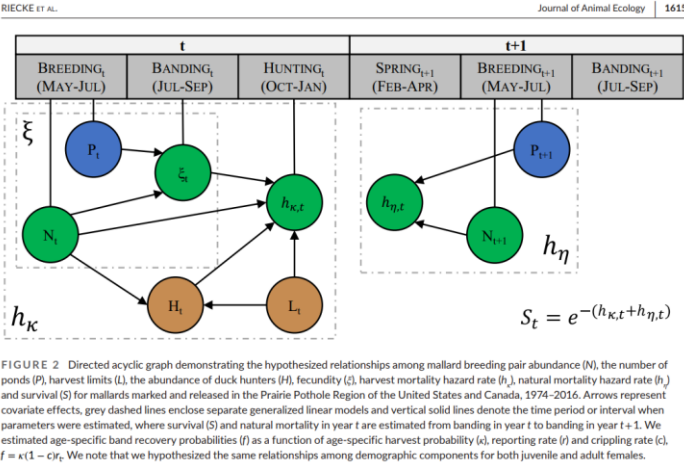 RIECKE ET AL.
Journal of Animal Ecology | 1615
t t+1
BREEDINGt BANDINGt HUNTINGt SPRINGt+1 BREEDINGt+1 BANDINGt+1
(MAY-JUL) (JUL-SEP) (OCT-JAN) (FEB-APR) (MAY-JUL) (JUL-SEP)
ξ
Pt
ξt
Nt
hκ,t
Ht
Lt
hκ
Pt+1
hη,t
Nt+1
hη
St = e−(hκ,t+hη,t)
FIGURE 2 Directed acyclic graph demonstrating the hypothesized relationships among mallard breeding pair abundance (N), the number of
ponds (P), harvest limits (L), the abundance of duck hunters (H), fecundity (ξ), harvest mortality hazard rate (hκ), natural mortality hazard rate (hη)
and survival (S) for mallards marked and released in the Prairie Pothole Region of the United States and Canada, 1974–2016. Arrows represent
covariate effects, grey dashed lines enclose separate generalized linear models and vertical solid lines denote the time period or interval when
parameters were estimated, where survival (S) and natural mortality in year t are estimated from banding in year t to banding in year t+1. We
estimated age-specific band recovery probabilities (f) as a function of age-specific harvest probability (κ), reporting rate (r) and crippling rate (c),
f = κ(1 − c)rt. We note that we hypothesized the same relationships among demographic components for both juvenile and adult females.